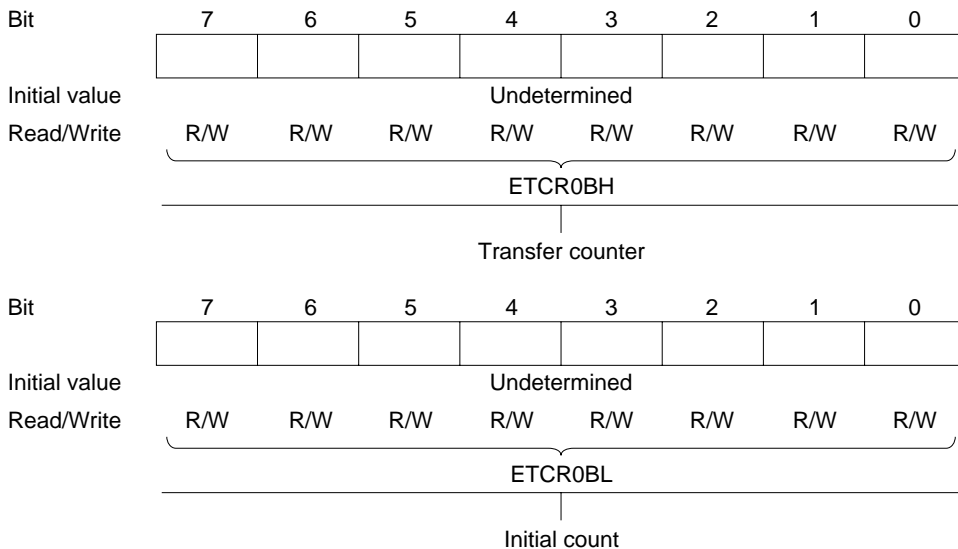 Bit 7 6 5 4 3 2 1 0
Initial value Undetermined
Read/Write R/W R/W R/W R/W R/W R/W R/W R/W
ETCR0BH
Transfer counter
Bit 7 6 5 4 3 2 1 0
Initial value Undetermined
Read/Write R/W R/W R/W R/W R/W R/W R/W R/W
ETCR0BL
Initial count